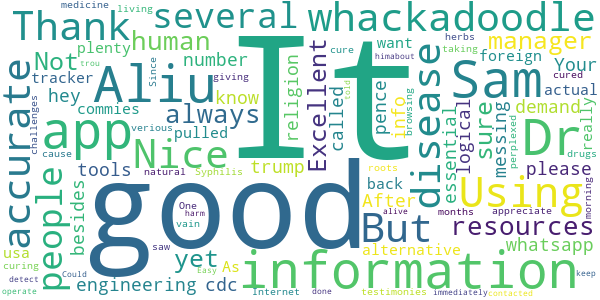 It
good
whackadoodle
Thank
several
human
manager
Not
plenty
number
want
foreign
Your
tracker
hey
commies
browsing
Aliu
always
know
called
pence
info
Sam
actual
accurate
pulled
religion
Excellent
disease
sure
logical
demand
messing
really
app
Nice
Dr
essential
please
cause
tools
trump
back
Using
drugs
people
besides
But
After
resources
usa
yet
As
alternative
whatsapp
engineering
cdc
information
medicine
living
herbs
cure
himabout
taking
Since
giving
trou
cured
challenges
verious
told
perplexed
natural
Syphilis
roots
One
harm
months
appreciate
morning
vain
saw
alive
curing
detect
Could
Easy
keep
operate
Internet
done
testimonies
immediately
contacted